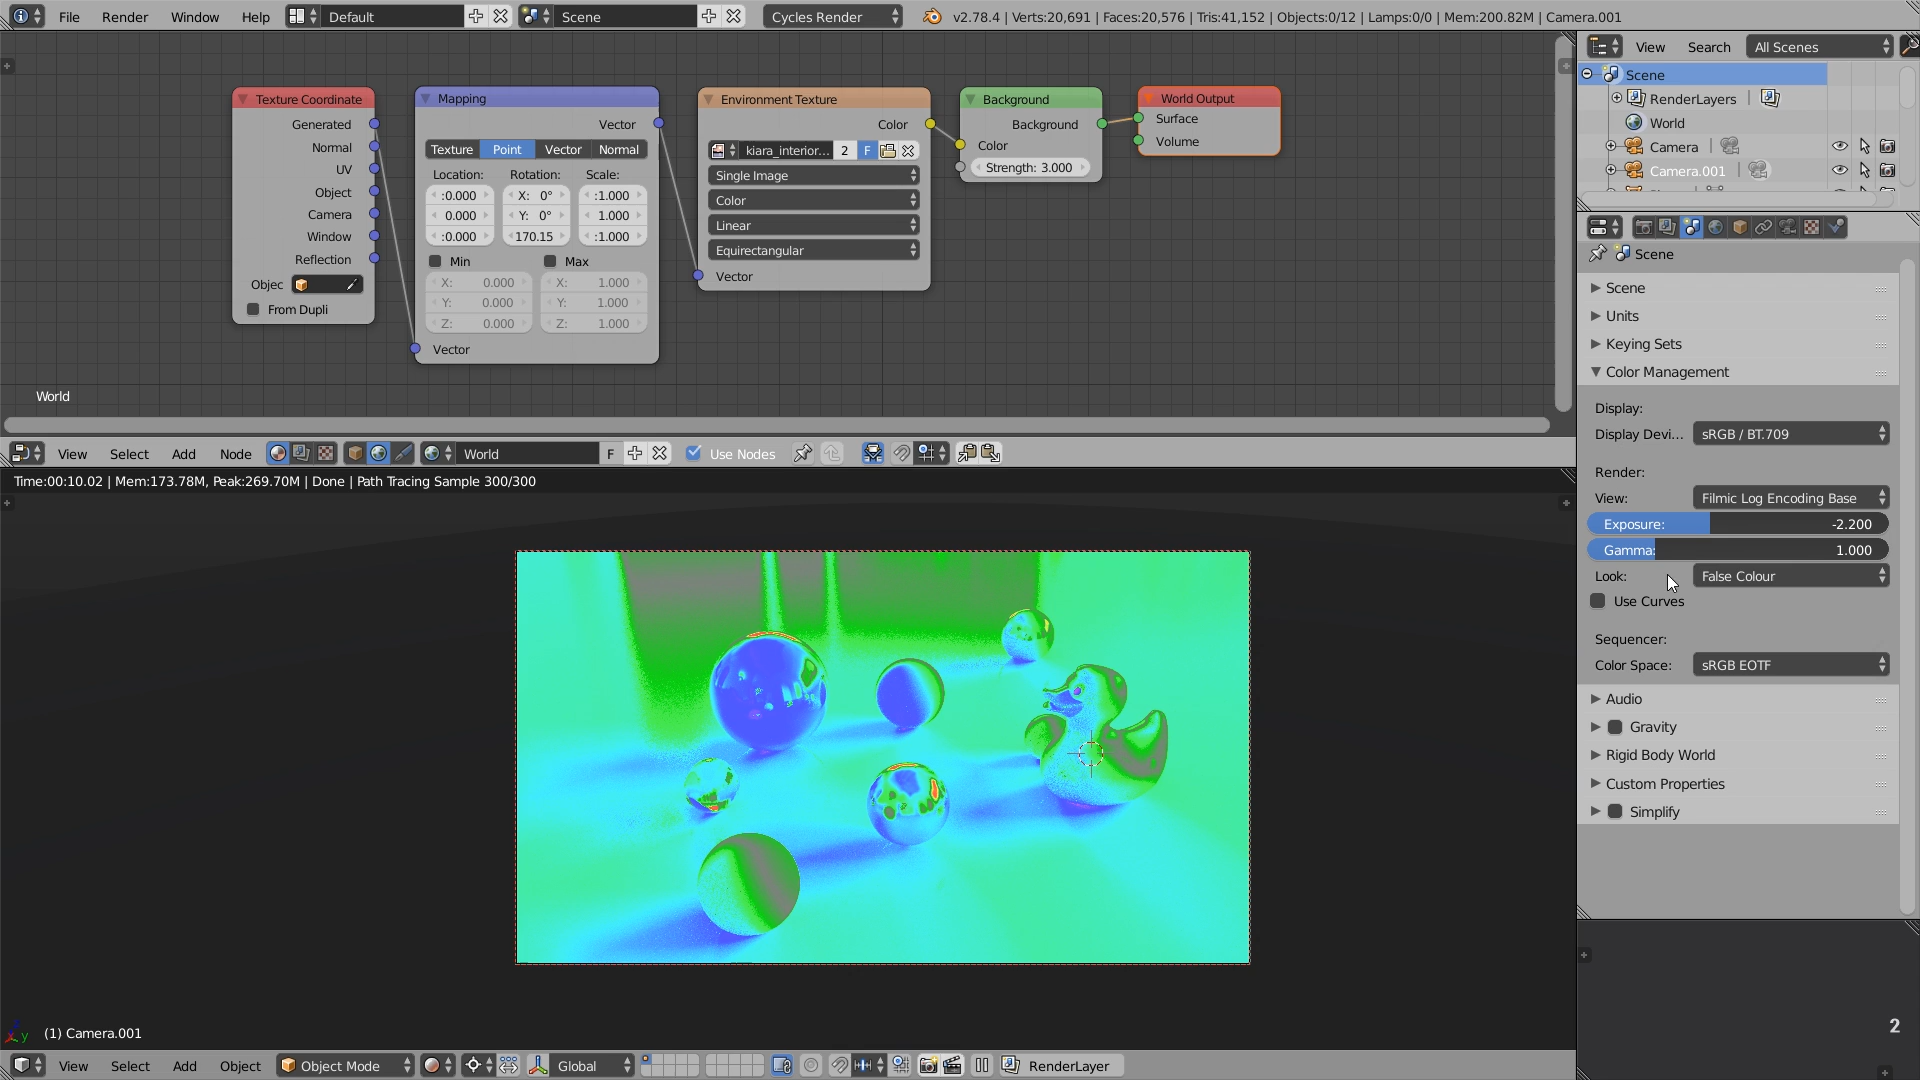 File Render Window Help Default Scene Cycles Render v2.78.4 | Verts:20,691 | Faces:20,576 | Tris:41,152 | Objects:0/12 | Lamps:0/0 | Mem:200.82M | Camera.001
View Search All Scenes
Scene
RenderLayers |
World
Camera |
Camera.001 |
Texture Coordinate
Generated
Normal
UV
Object
Camera
Window
Reflection
Objec
From Dupli
Mapping
Vector
Texture Point Vector Normal
Location: Rotation: Scale:
:0.000 X: 0° :1.000
0.000 Y: 0° 1.000
:0.000 170.15 :1.000
Min Max
X: 0.000 X: 1.000
Y: 0.000 Y: 1.000
Z: 0.000 Z: 1.000
Vector
Environment Texture
Color
kiara_interior... 2 F
Single Image
Color
Linear
Equirectangular
Vector
Background
Background
Color
Strength: 3.000
World Output
Surface
Volume
World
View Select Add Node World F Use Nodes
Time:00:10.02 | Mem:173.78M, Peak:269.70M | Done | Path Tracing Sample 300/300
Scene
Scene
Units
Keying Sets
Color Management
Display:
Display Devi... sRGB / BT.709
Render:
View: Filmic Log Encoding Base
Exposure: -2.200
Gamma: 1.000
Look: False Colour
Use Curves
Sequencer:
Color Space: sRGB EOTF
Audio
Gravity
Rigid Body World
Custom Properties
Simplify
2
y
(1) Camera.001
View Select Add Object Object Mode Global RenderLayer